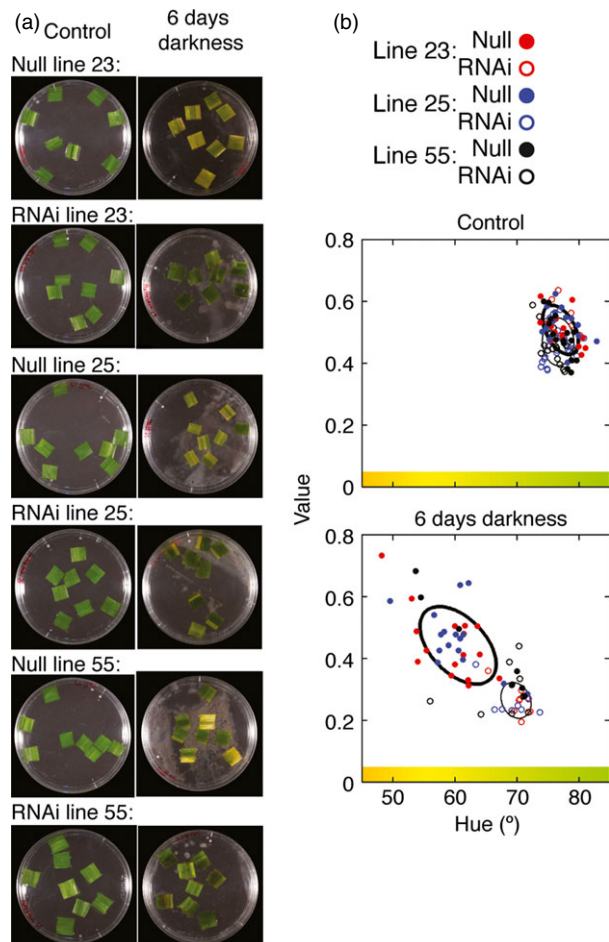 (a)
Control
6 days
darkness
Null line 23:
RNAi line 23:
Null line 25:
RNAi line 25:
Null line 55:
RNAi line 55:
(b)
Line 23: Null
RNAi
Line 25: Null
RNAi
Line 55: Null
RNAi
Control
0.8
0.6
0.4
0.2
0
Value
6 days darkness
0.8
0.6
0.4
0.2
0
50 60 70 80
Hue (º)